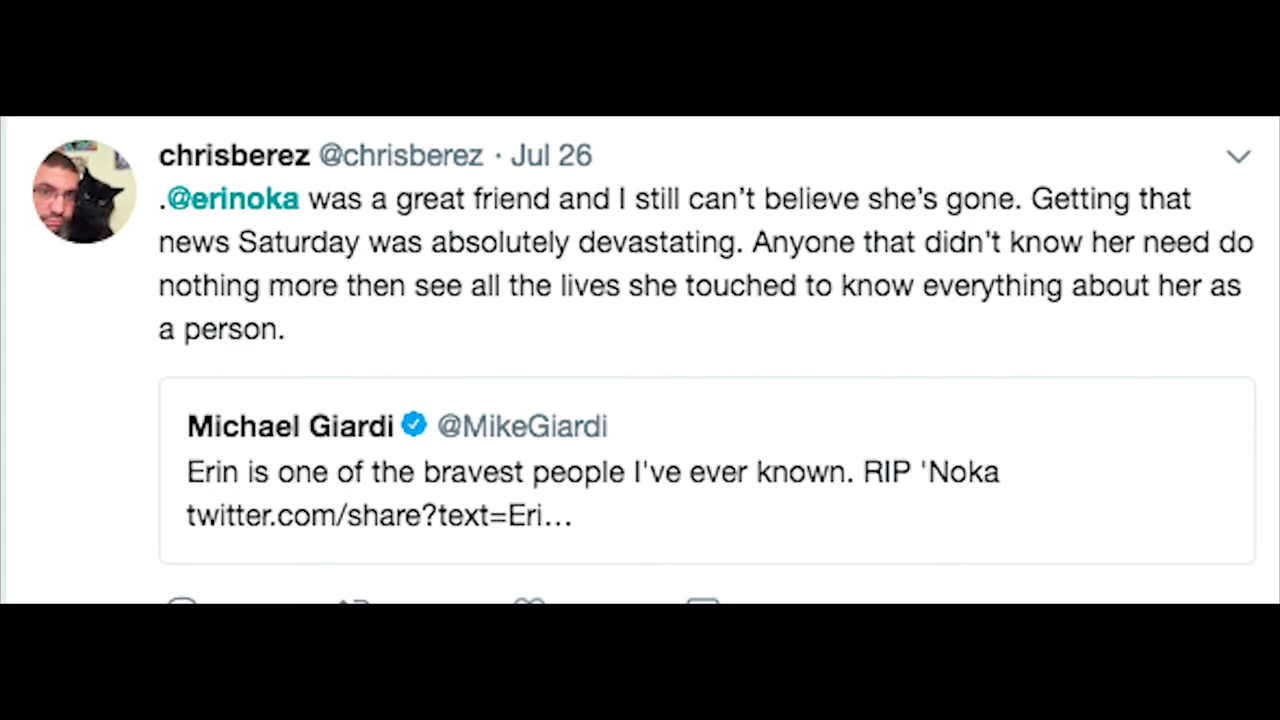 chrisberez @chrisberez · Jul 26
.@erinoka was a great friend and I still can’t believe she’s gone. Getting that
news Saturday was absolutely devastating. Anyone that didn’t know her need do
nothing more then see all the lives she touched to know everything about her as
a person.
Michael Giardi @MikeGiardi
Erin is one of the bravest people I've ever known. RIP 'Noka
twitter.com/share?text=Eri…